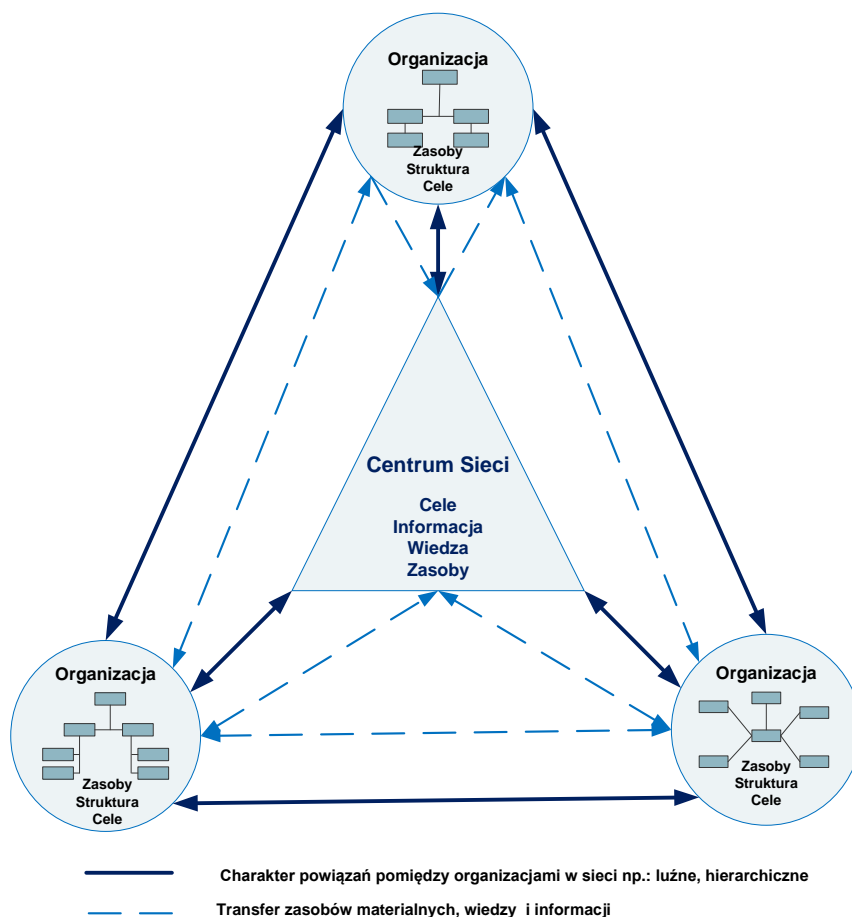 Organizacja
Zasoby
Struktura
Cele
Centrum Sieci
Cele
Informacja
Wiedza
Zasoby
Organizacja
Zasoby
Struktura
Cele
Organizacja
Zasoby
Struktura
Cele
Charakter powiązań pomiędzy organizacjami w sieci np.: luźne, hierarchiczne
Transfer zasobów materialnych, wiedzy i informacji